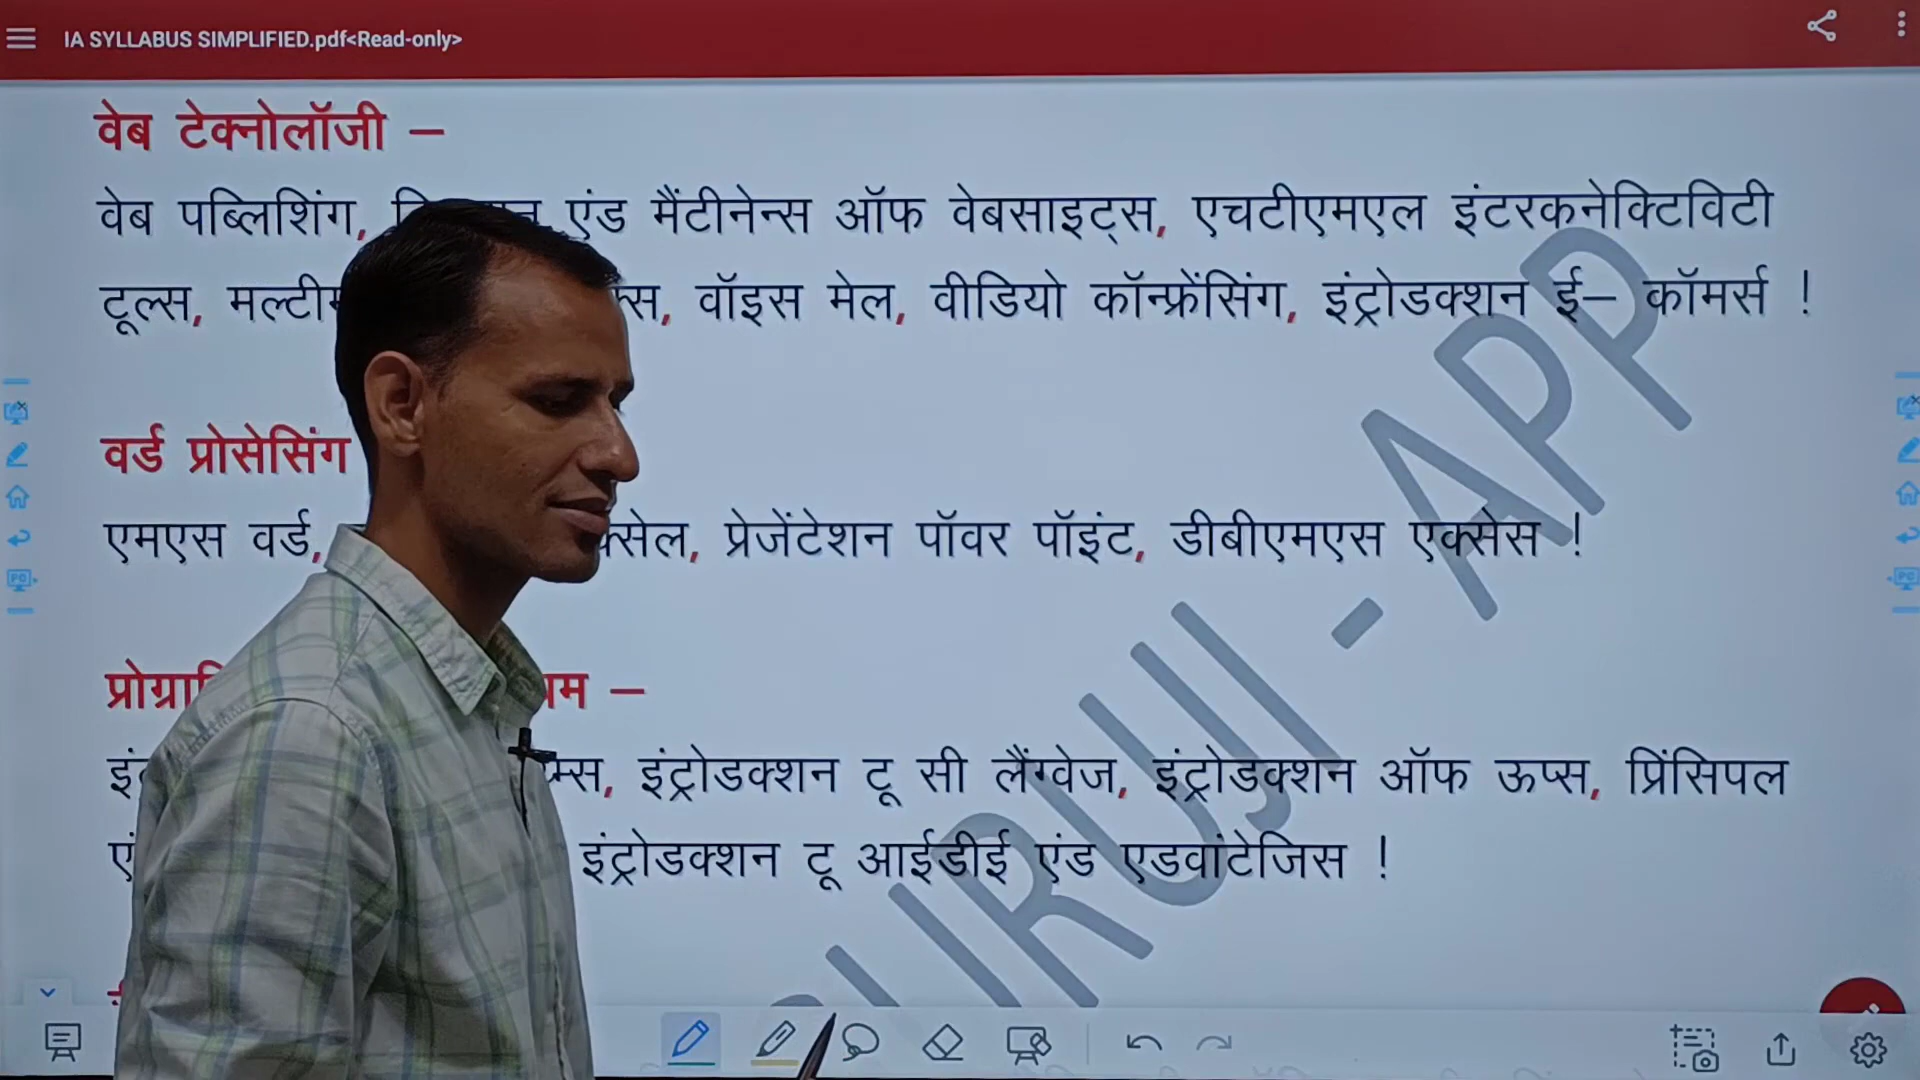 IA SYLLABUS SIMPLIFIED.pdf<Read-only>
वेब टेक्नोलॉजी –
वेब पब्लिशिंग, एंड मैंटीनेन्स ऑफ वेबसाइट्स, एचटीएमएल इंटरकनेक्टिविटी
टूल्स, वॉइस मेल, वीडियो कॉन्फ्रेंसिंग, इंट्रोडक्शन ई– कॉमर्स !
वर्ड प्रोसेसिंग
एमएस वर्ड, प्रेजेंटेशन पॉवर पॉइंट, डीबीएमएस एक्सेस !
–
इंट्रोडक्शन टू सी लैंग्वेज, इंट्रोडक्शन ऑफ ऊप्स, प्रिंसिपल
इंट्रोडक्शन टू आईडीई एंड एडवांटेजिस !
APP